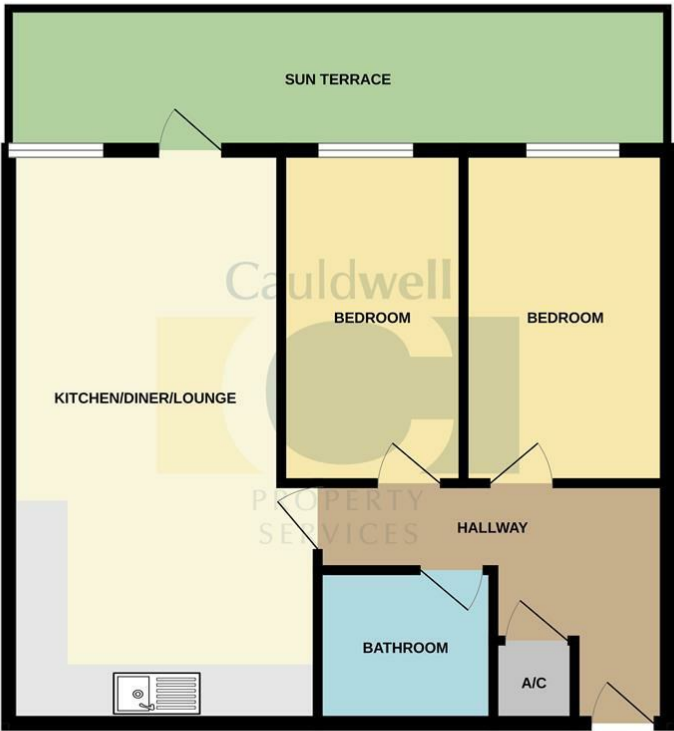 SUN TERRACE
Cauldwell
BEDROOM
BEDROOM
KITCHEN/DINER/LOUNGE
PROPERTY
SERVICES
HALLWAY
BATHROOM
A/C